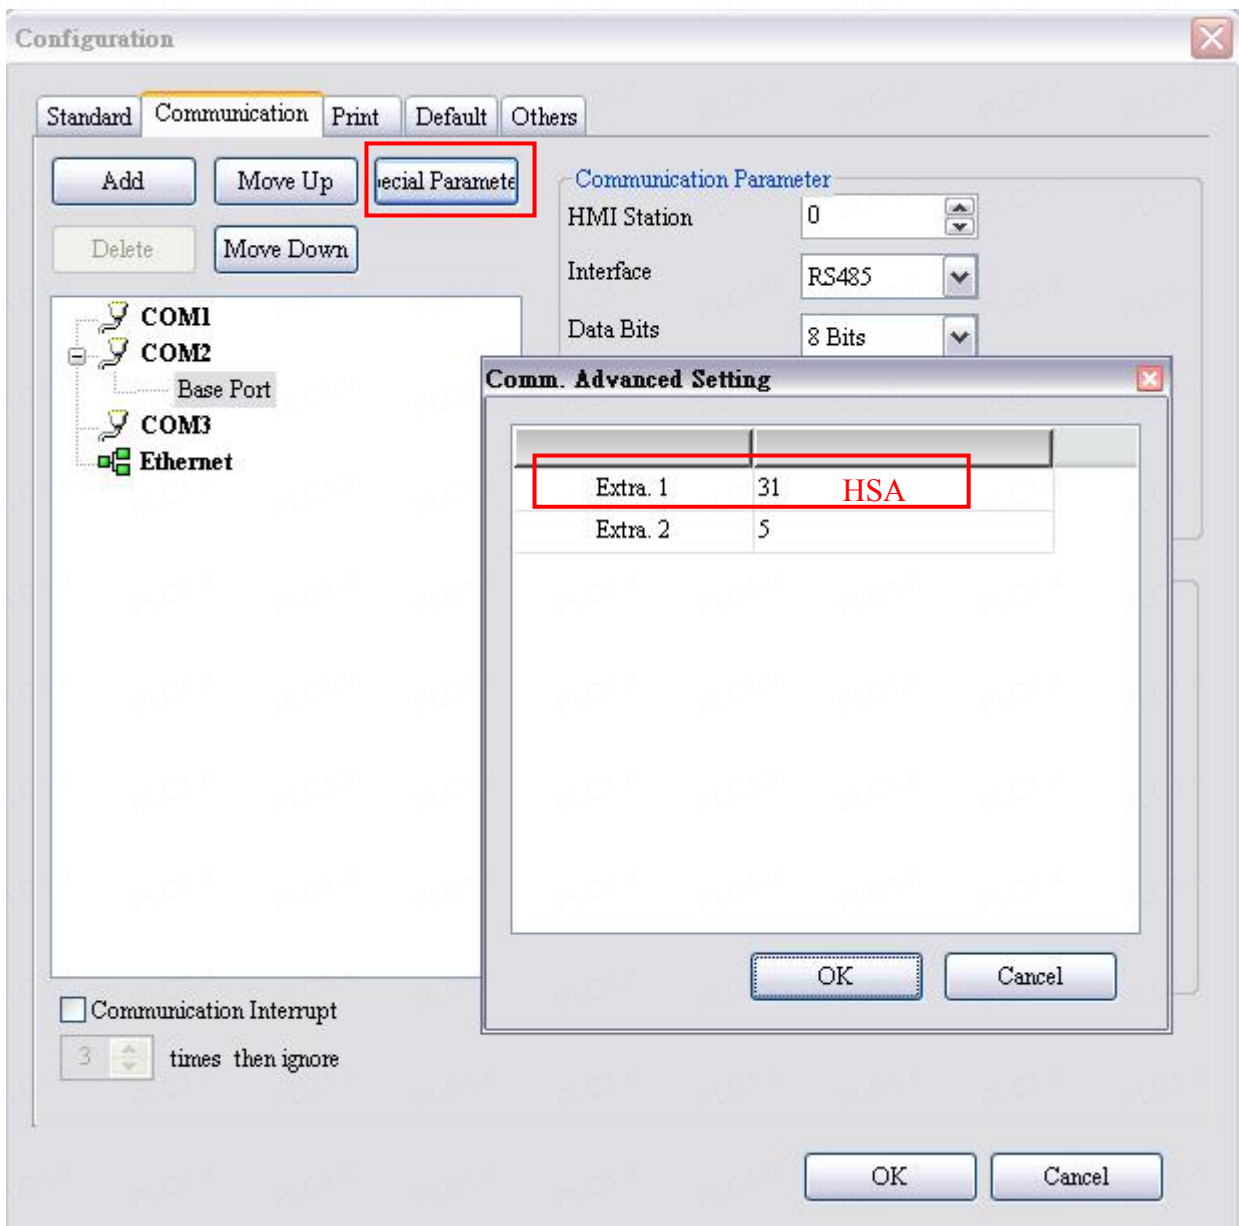 Configuration
Standard Communication Print Default Others
Add Move Up ecial Paramete
Delete Move Down
COM1
COM2
Base Port
COM3
Ethernet
Communication Parameter
HMI Station 0
Interface RS485
Data Bits 8 Bits
Comm. Advanced Setting
Extra. 1 31 HSA
Extra. 2 5
OK Cancel
Communication Interrupt
3 times then ignore
OK Cancel